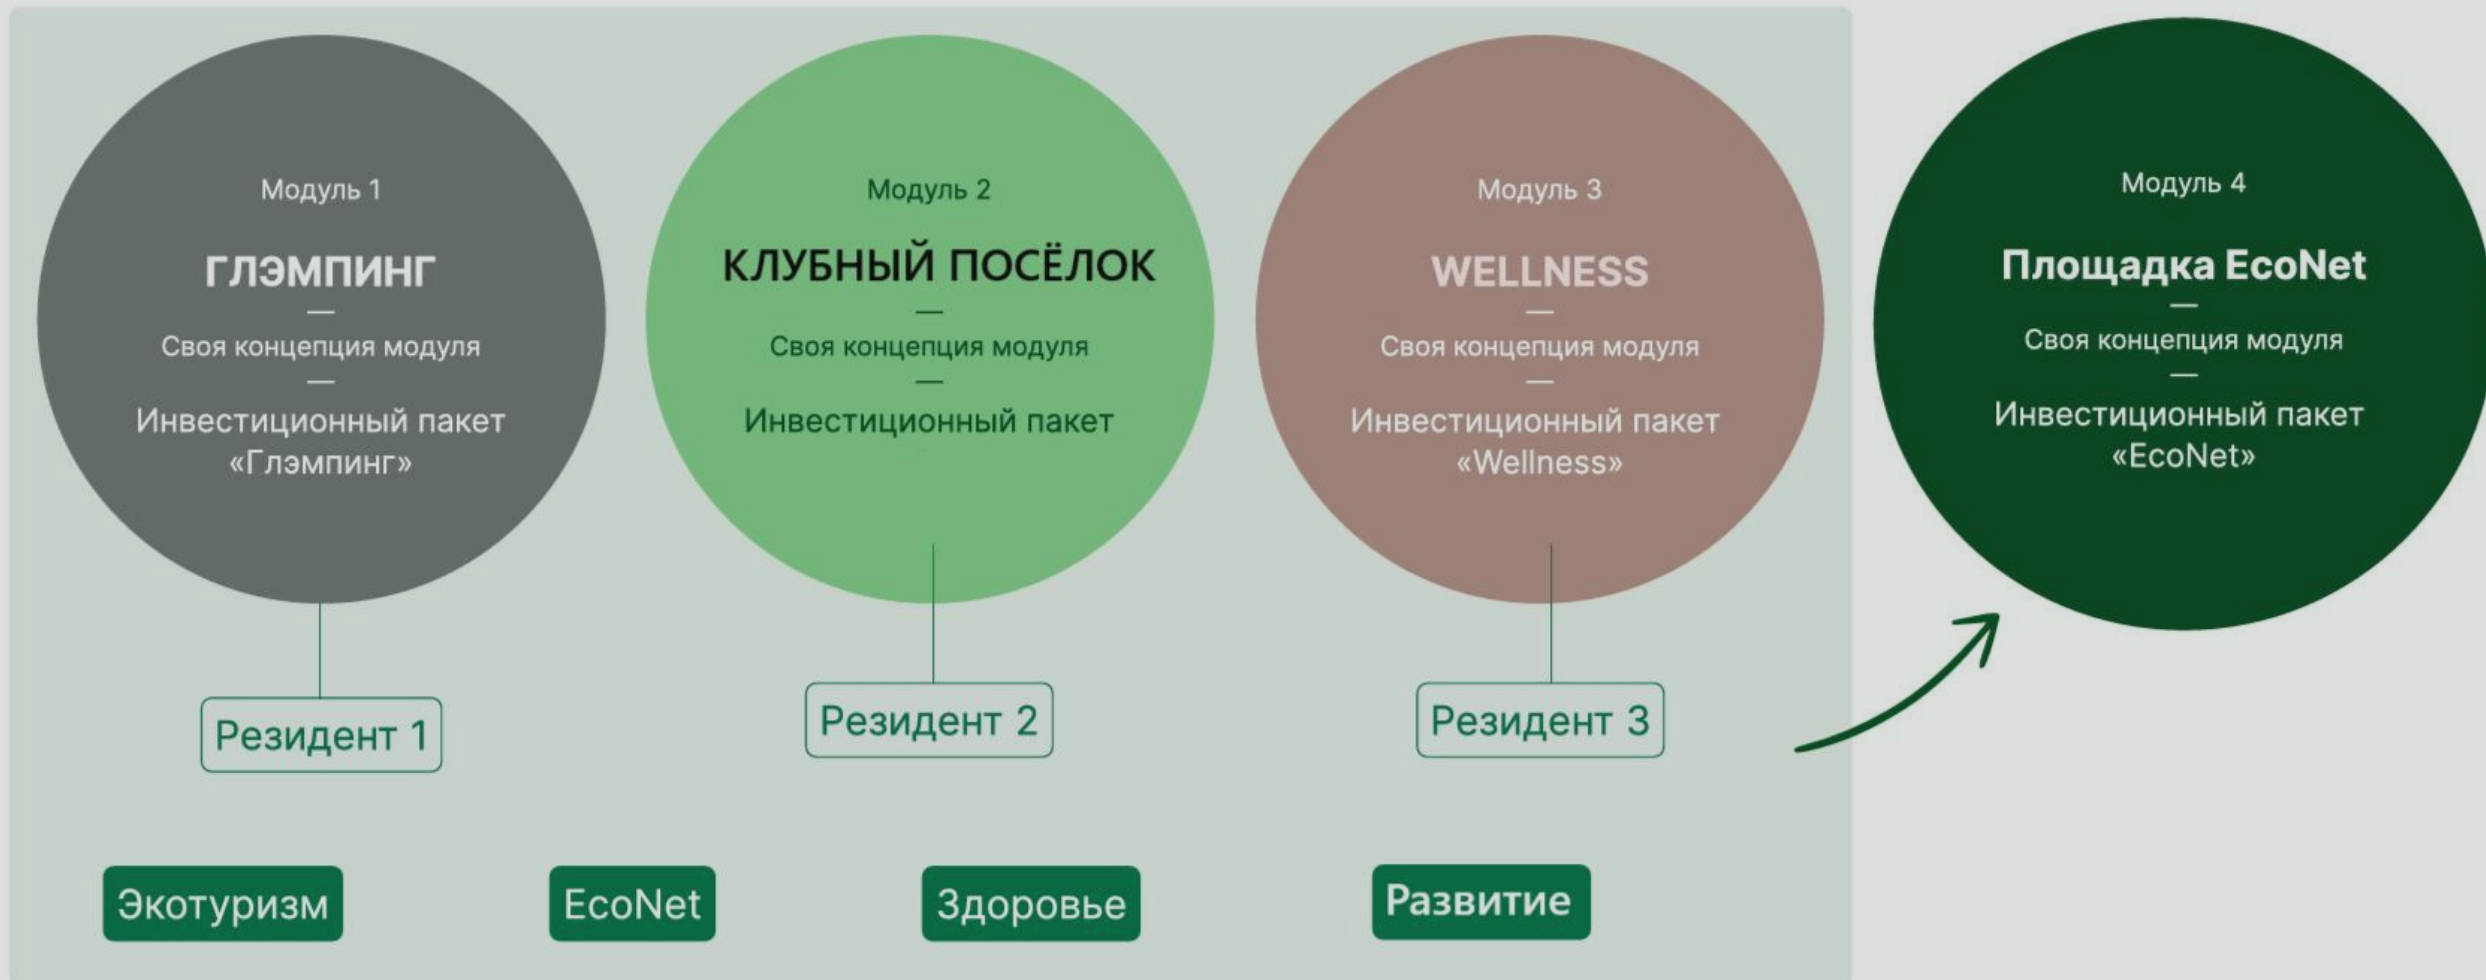 Модуль 1
ГЛЭМПИНГ
—
Своя концепция модуля
—
Инвестиционный пакет
«Глэмпинг»
Модуль 2
КЛУБНЫЙ ПОСЁЛОК
—
Своя концепция модуля
—
Инвестиционный пакет
Модуль 3
WELLNESS
—
Своя концепция модуля
—
Инвестиционный пакет
«Wellness»
Модуль 4
Площадка EcoNet
—
Своя концепция модуля
—
Инвестиционный пакет
«EcoNet»
Резидент 1
Резидент 2
Резидент 3
Экотуризм
EcoNet
Здоровье
Развитие